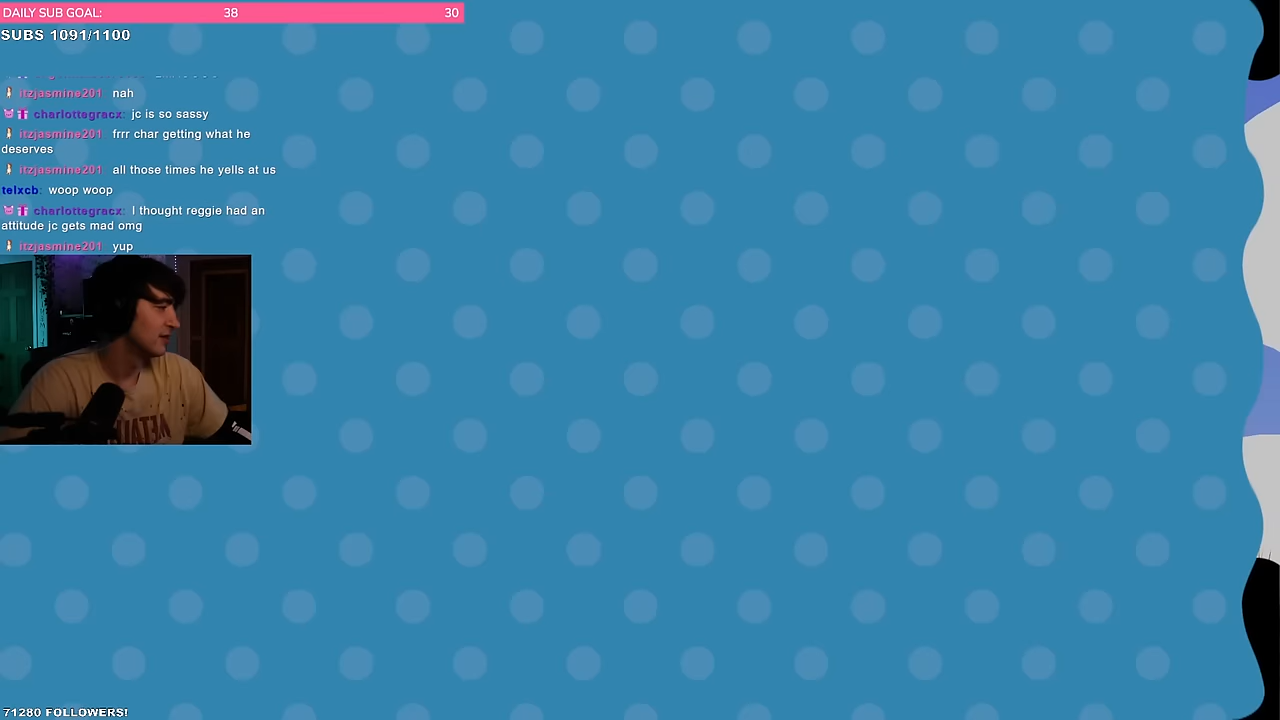 DAILY SUB GOAL: 38 30
SUBS 1091/1100
itzjasmine201 nah
charlottegracx: jc is so sassy
itzjasmine201 frrr char getting what he
deserves
itzjasmine201 all those times he yells at us
telxcb: woop woop
charlottegracx: I thought reggie had an
attitude jc gets mad omg
itzjasmine201 yup
71280 FOLLOWERS!